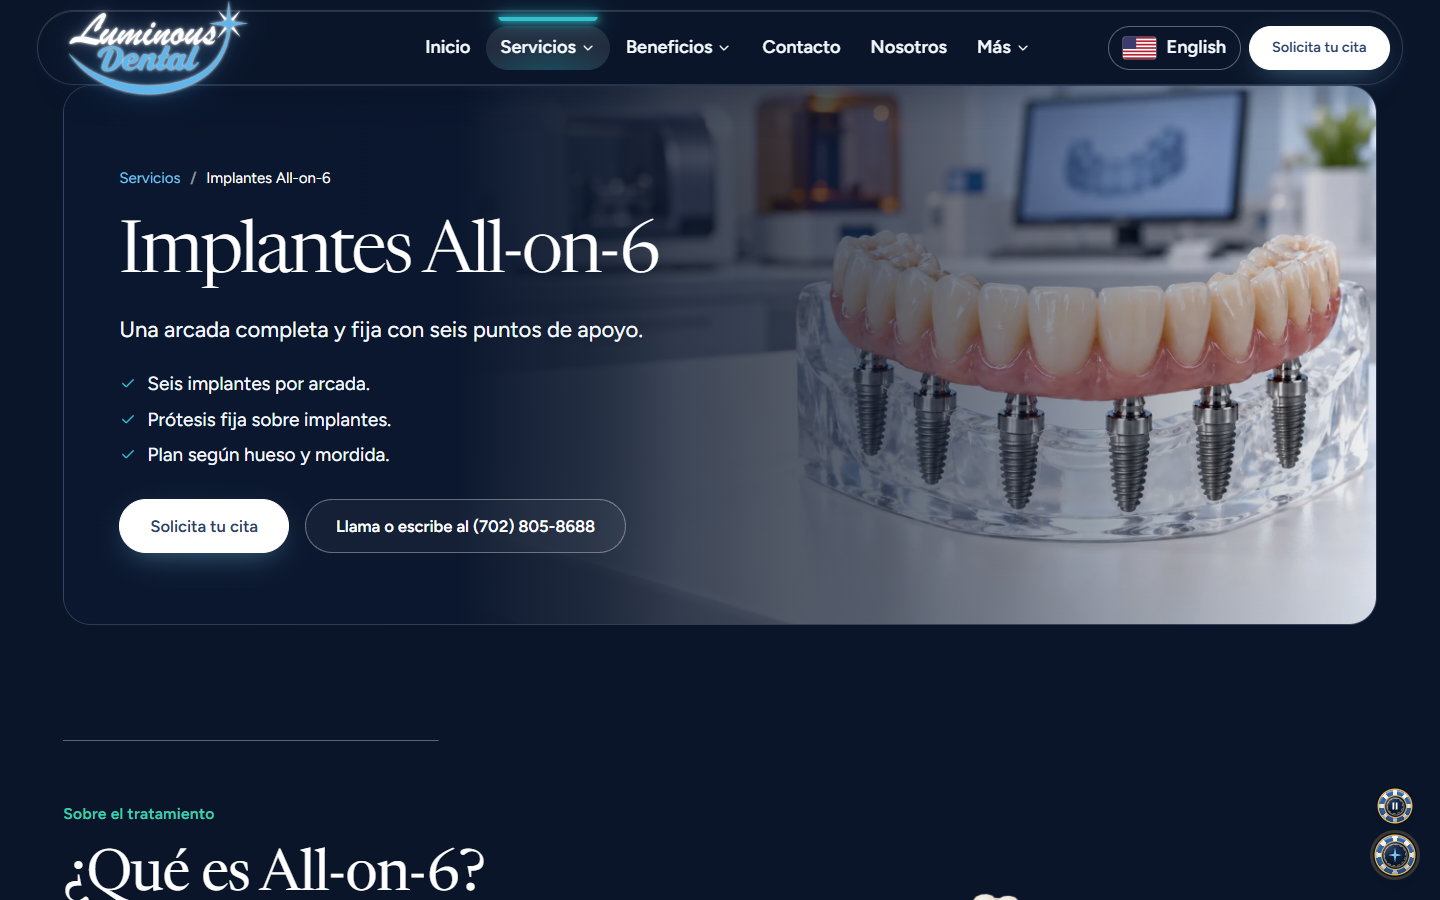 Luminous
Dental
Inicio
Servicios
Beneficios
Contacto
Nosotros
Más
English
Solicita tu cita
Servicios / Implantes All-on-6
Implantes All-on-6
Una arcada completa y fija con seis puntos de apoyo.
Seis implantes por arcada.
Prótesis fija sobre implantes.
Plan según hueso y mordida.
Solicita tu cita
Llama o escribe al (702) 805-8688
Sobre el tratamiento
¿Qué es All-on-6?